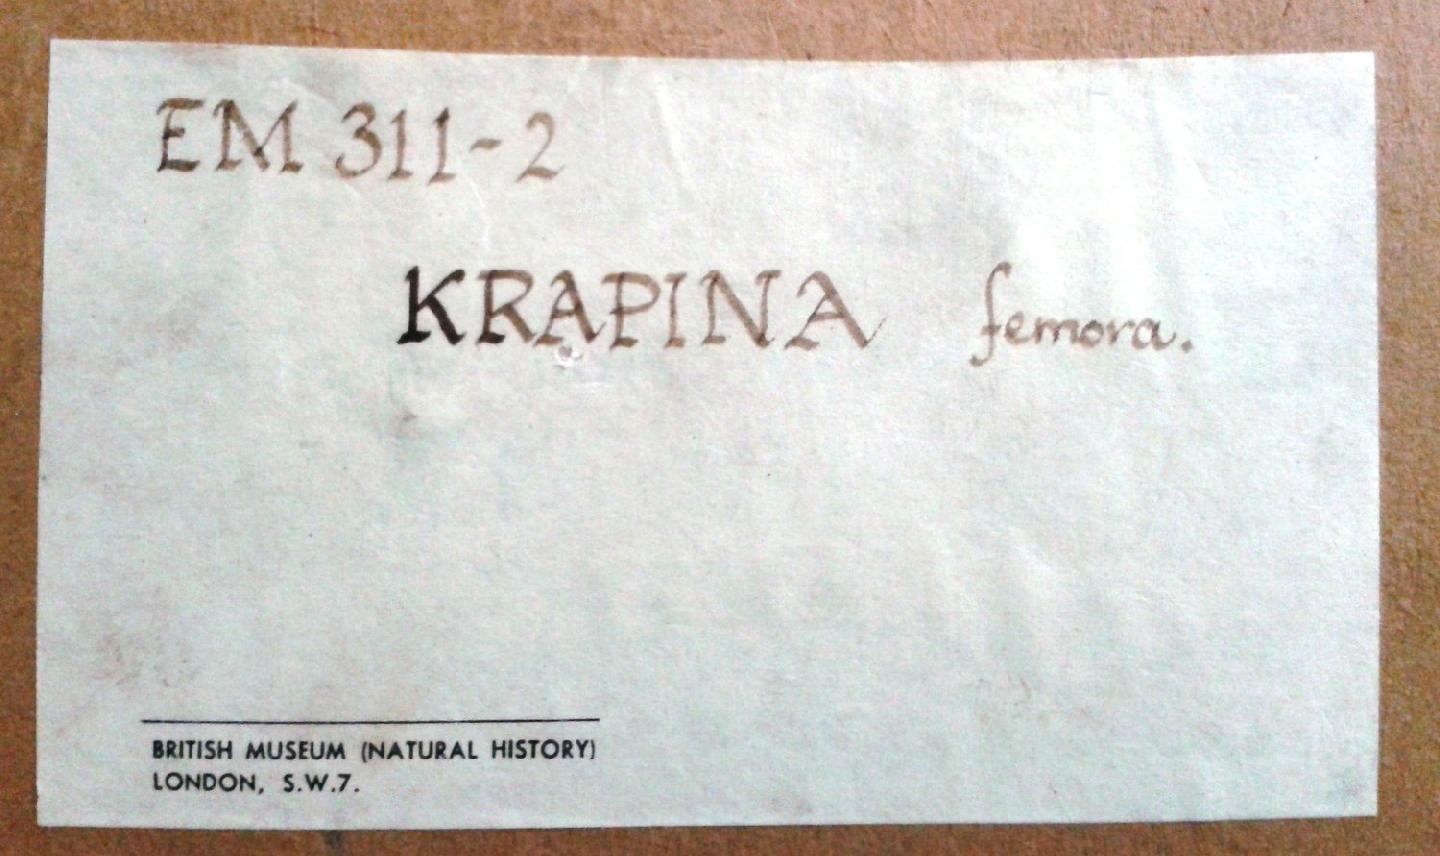 EM 311-2
KRAPINA femora.
BRITISH MUSEUM (NATURAL HISTORY)
LONDON, S.W.7.